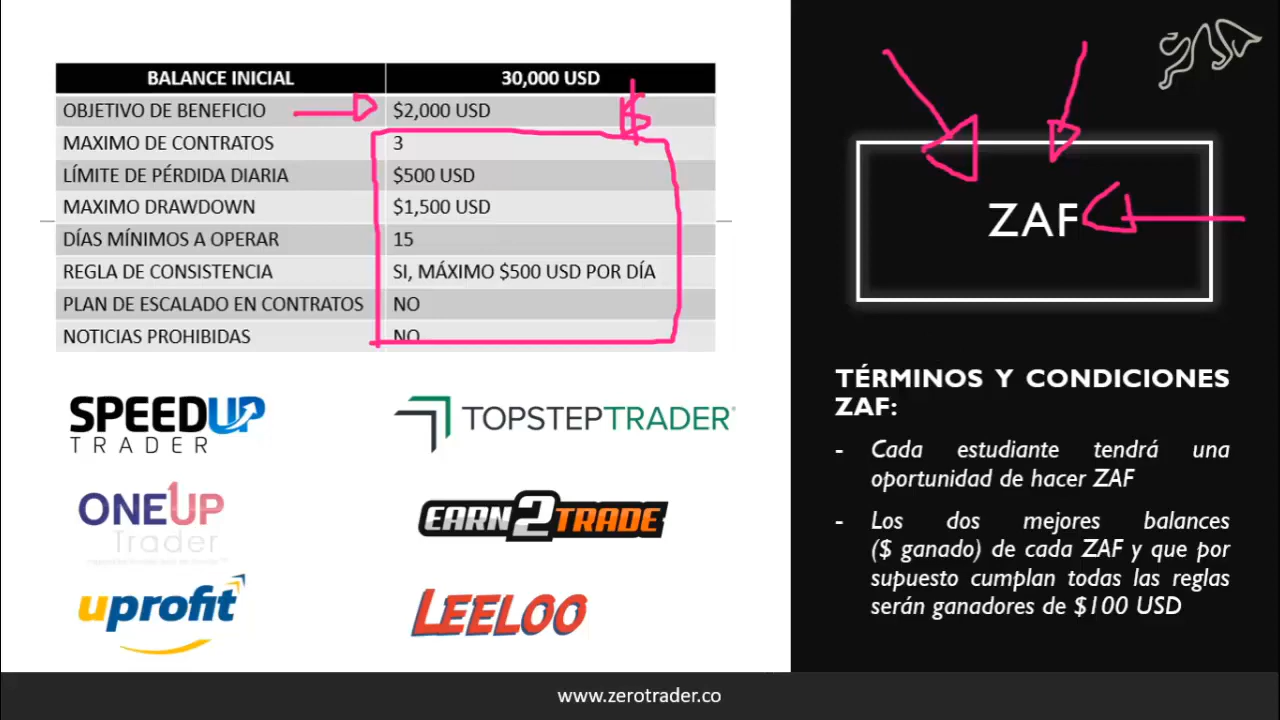 BALANCE INICIAL 30,000 USD
OBJETIVO DE BENEFICIO $2,000 USD
MAXIMO DE CONTRATOS 3
LÍMITE DE PÉRDIDA DIARIA $500 USD
MAXIMO DRAWDOWN $1,500 USD
DÍAS MÍNIMOS A OPERAR 15
REGLA DE CONSISTENCIA SI, MÁXIMO $500 USD POR DÍA
PLAN DE ESCALADO EN CONTRATOS NO
NOTICIAS PROHIBIDAS NO
SPEEDUP
TRADER
TOPSTEPTRADER
ONEUP
Trader
EARN2TRADE
uprofit
LEELOO
$
ZAF
TÉRMINOS Y CONDICIONES
ZAF:
- Cada estudiante tendrá una
oportunidad de hacer ZAF
- Los dos mejores balances
($ ganado) de cada ZAF y que por
supuesto cumplan todas las reglas
serán ganadores de $100 USD
www.zerotrader.co